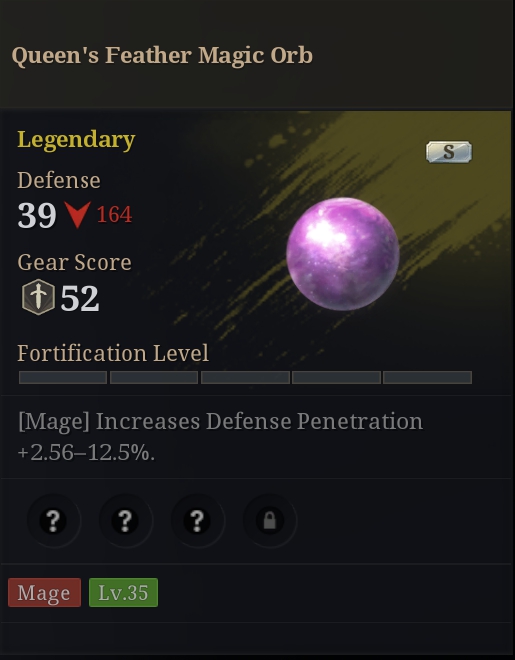 Queen's Feather Magic Orb
Legendary
S
Defense
39 164
Gear Score
52
Fortification Level
[Mage] Increases Defense Penetration
+2.56–12.5%.
? ? ?
Mage Lv.35